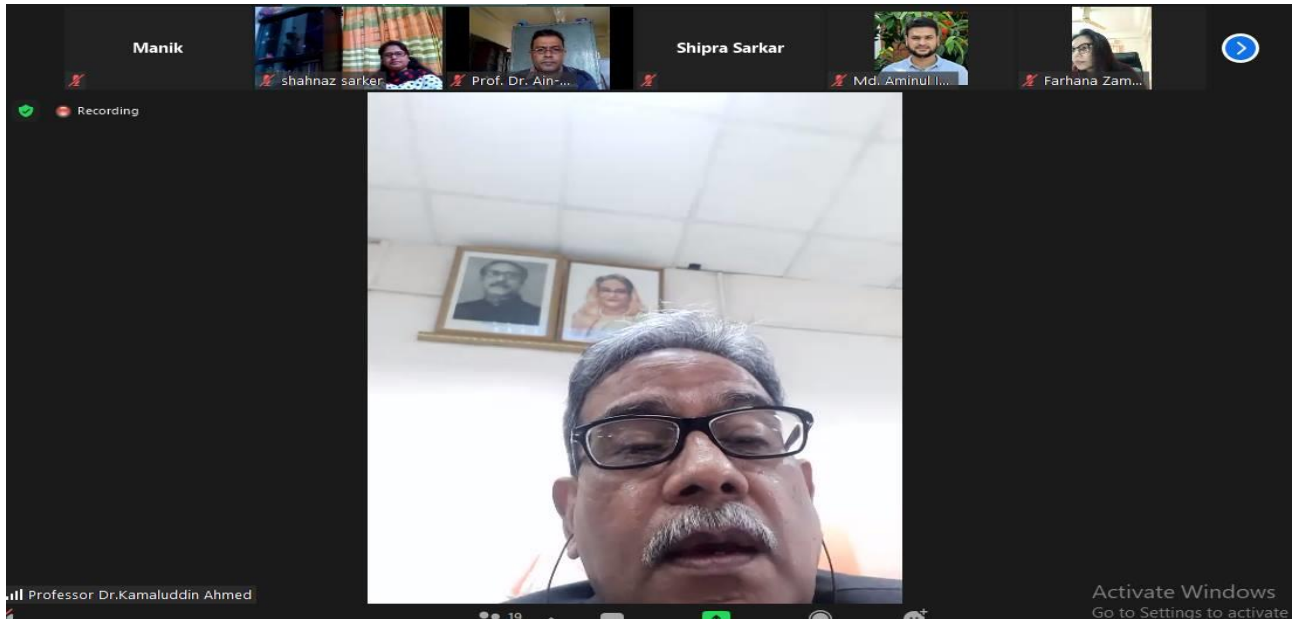 Manik
shahnaz sarker
Prof. Dr. Ain-...
Shipra Sarkar
Md. Aminul I...
Farhana Zam...
Recording
Professor Dr.Kamaluddin Ahmed
19
Activate Windows
Go to Settings to activate